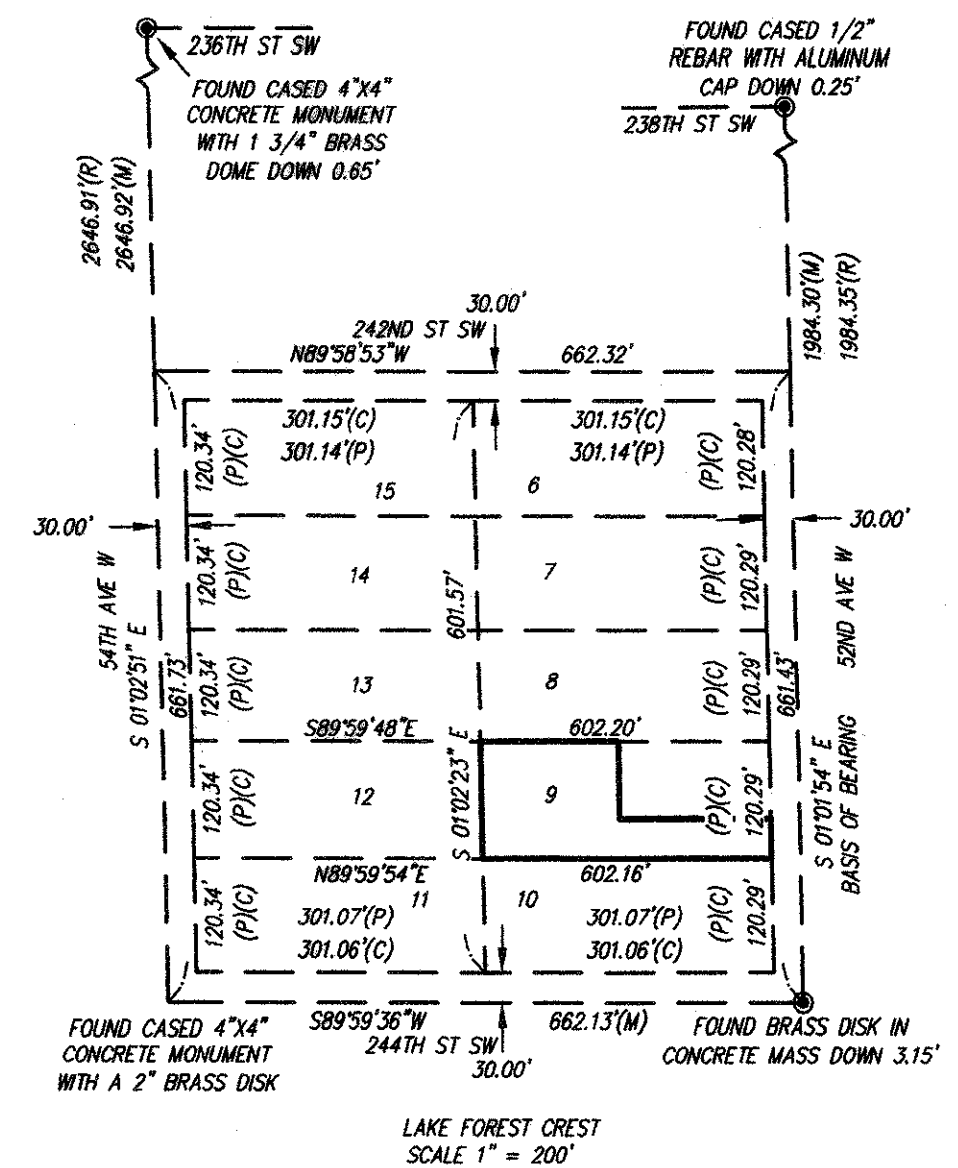 236TH ST SW
FOUND CASED 4"X4"
CONCRETE MONUMENT
WITH 1 3/4" BRASS
DOME DOWN 0.65'
FOUND CASED 1/2"
REBAR WITH ALUMINUM
CAP DOWN 0.25'
238TH ST SW
2646.91'(R)
2646.92'(M)
1984.30'(M)
1984.35'(R)
30.00'
242ND ST SW
N89°58'53"W
662.32'
301.15'(C)
301.14'(P)
301.15'(C)
301.14'(P)
120.34'
(P)(C)
15
6
(P)(C)
120.28'
30.00'
30.00'
120.34'
(P)(C)
14
7
(P)(C)
120.29'
54TH AVE W
S 01°02'51" E
661.73'
601.57'
52ND AVE W
661.43'
120.34'
(P)(C)
13
8
(P)(C)
120.29'
S89°59'48"E
602.20'
S 01°02'23" E
S 01°01'54" E
BASIS OF BEARING
120.34'
(P)(C)
12
9
(P)(C)
120.29'
N89°59'54"E
602.16'
120.34'
(P)(C)
11
10
301.07'(P)
301.06'(C)
301.07'(P)
301.06'(C)
(P)(C)
120.29'
S89°59'36"W
662.13'(M)
244TH ST SW
30.00'
FOUND CASED 4"X4"
CONCRETE MONUMENT
WITH A 2" BRASS DISK
FOUND BRASS DISK IN
CONCRETE MASS DOWN 3.15'
LAKE FOREST CREST
SCALE 1" = 200'